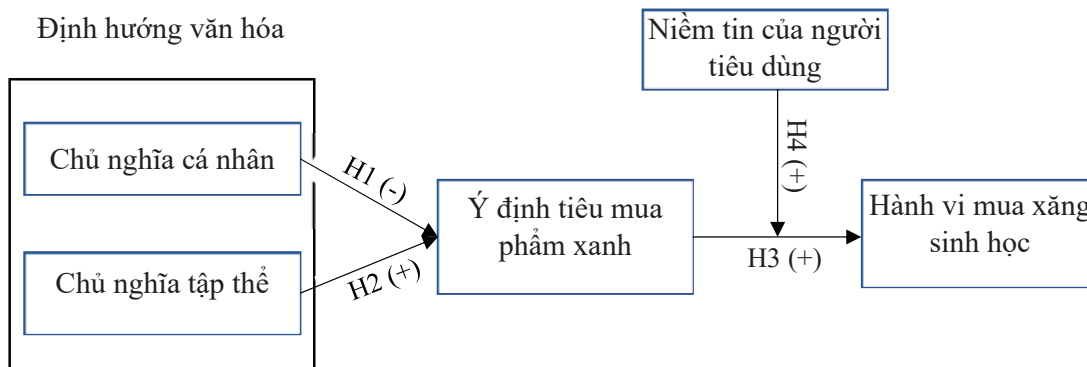 Định hướng văn hóa
Niềm tin của người
tiêu dùng
Chủ nghĩa cá nhân
H1 (-)
H4 (+)
Ý định tiêu mua
phẩm xanh
Hành vi mua xăng
sinh học
H3 (+)
Chủ nghĩa tập thể
H2 (+)